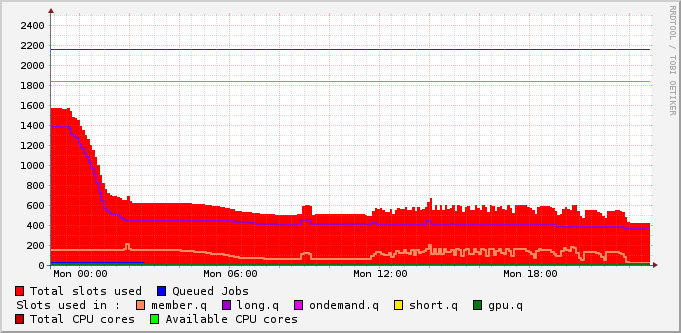 RRDTOOL / TOBI OETIKER
2400
2200
2000
1800
1600
1400
1200
1000
800
600
400
200
0
Mon 00:00 Mon 06:00 Mon 12:00 Mon 18:00
Total slots used Queued Jobs
Slots used in : member.q long.q ondemand.q short.q gpu.q
Total CPU cores Available CPU cores